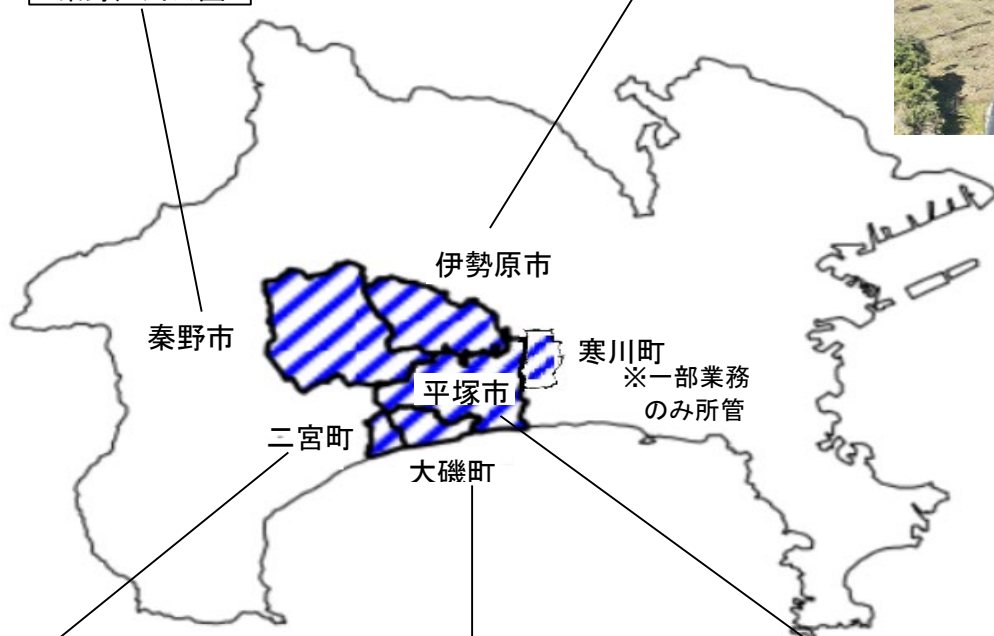 伊勢原市
秦野市
寒川町
※一部業務
のみ所管
平塚市
二宮町
大磯町